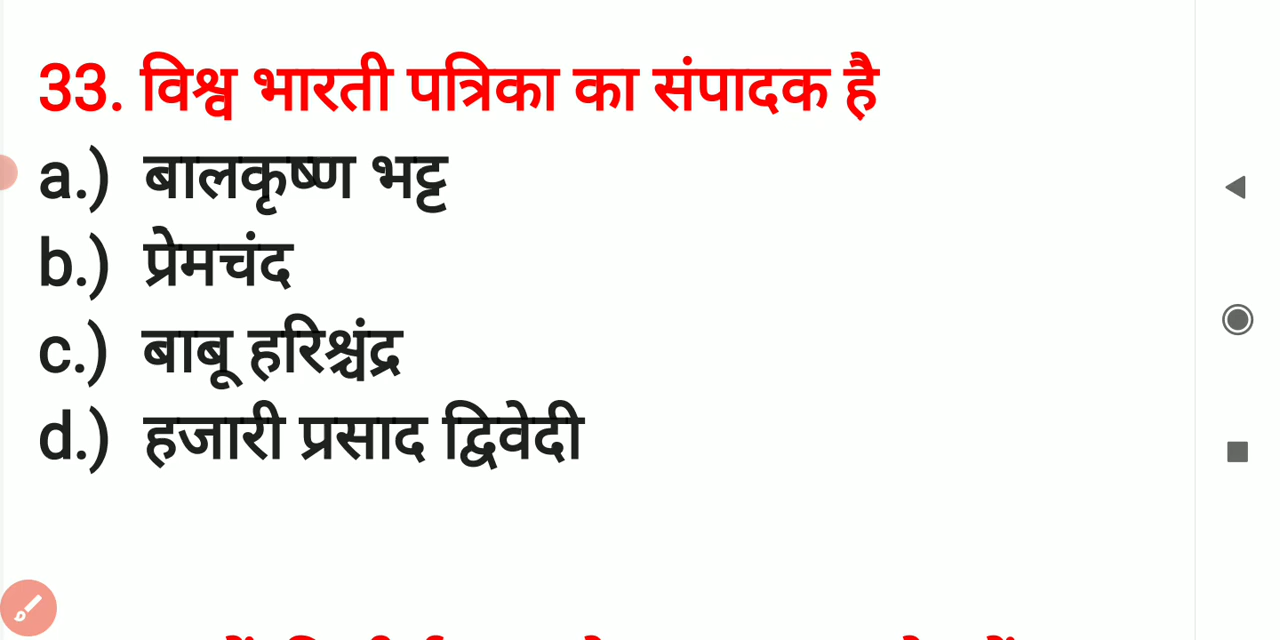 33. विश्व भारती पत्रिका का संपादक है
a.) बालकृष्ण भट्ट
b.) प्रेमचंद
c.) बाबू हरिश्चंद्र
d.) हजारी प्रसाद द्विवेदी